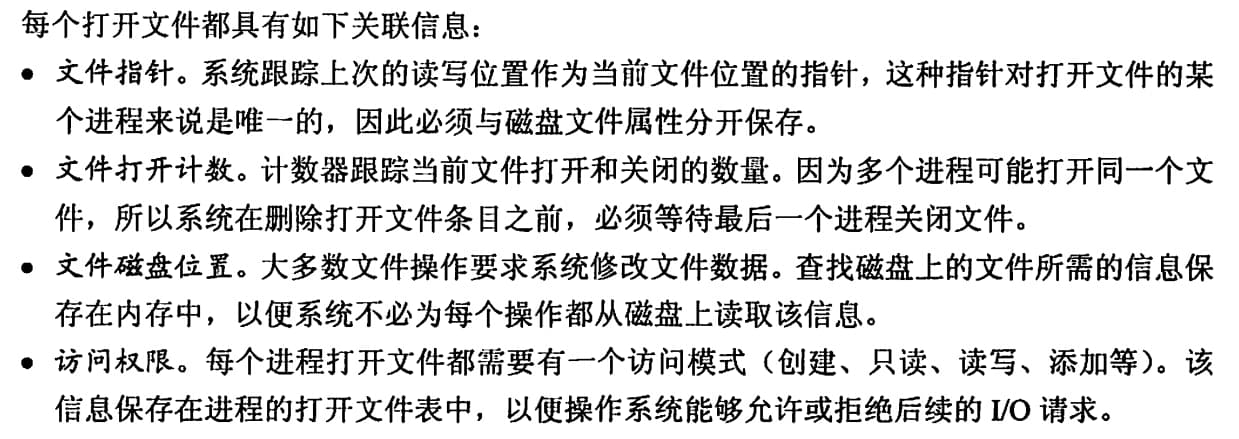 每个打开文件都具有如下关联信息：
● 文件指针。系统跟踪上次的读写位置作为当前文件位置的指针，这种指针对打开文件的某
个进程来说是唯一的，因此必须与磁盘文件属性分开保存。
● 文件打开计数。计数器跟踪当前文件打开和关闭的数量。因为多个进程可能打开同一个文
件，所以系统在删除打开文件条目之前，必须等待最后一个进程关闭文件。
● 文件磁盘位置。大多数文件操作要求系统修改文件数据。查找磁盘上的文件所需的信息保
存在内存中，以便系统不必为每个操作都从磁盘上读取该信息。
● 访问权限。每个进程打开文件都需要有一个访问模式（创建、只读、读写、添加等）。该
信息保存在进程的打开文件表中，以便操作系统能够允许或拒绝后续的 I/O 请求。